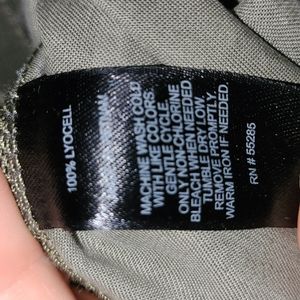 100% LYOCELL
MACHINE WASH COLD
WITH LIKE COLORS.
GENTLE CYCLE.
ONLY NON-CHLORINE
BLEACH WHEN NEEDED.
TUMBLE DRY LOW.
REMOVE PROMPTLY.
WARM IRON IF NEEDED.
RN # 55285